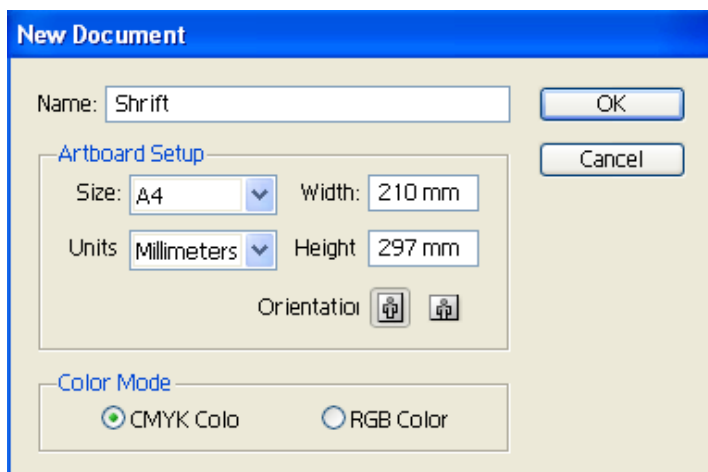 New Document
Name: Shrift
OK
Artboard Setup
Cancel
Size: A4 Width: 210 mm
Units Millimeters Height 297 mm
Orientatior
Color Mode
CMYK Colo RGB Color